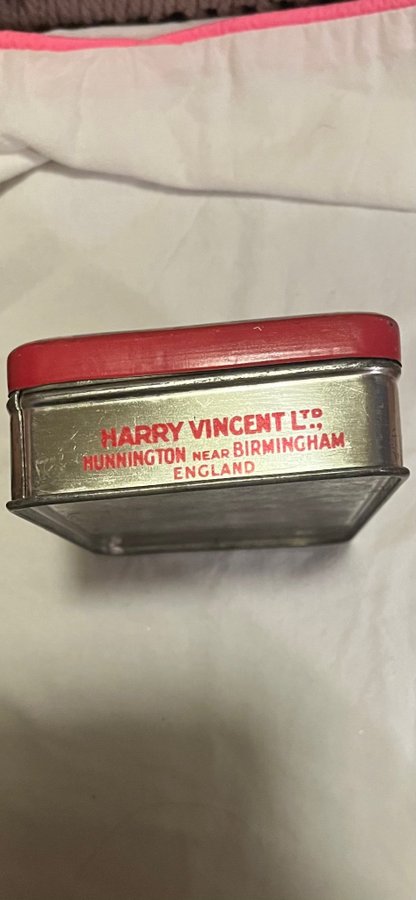 HARRY VINCENT LTD.,
HUNNINGTON NEAR BIRMINGHAM
ENGLAND